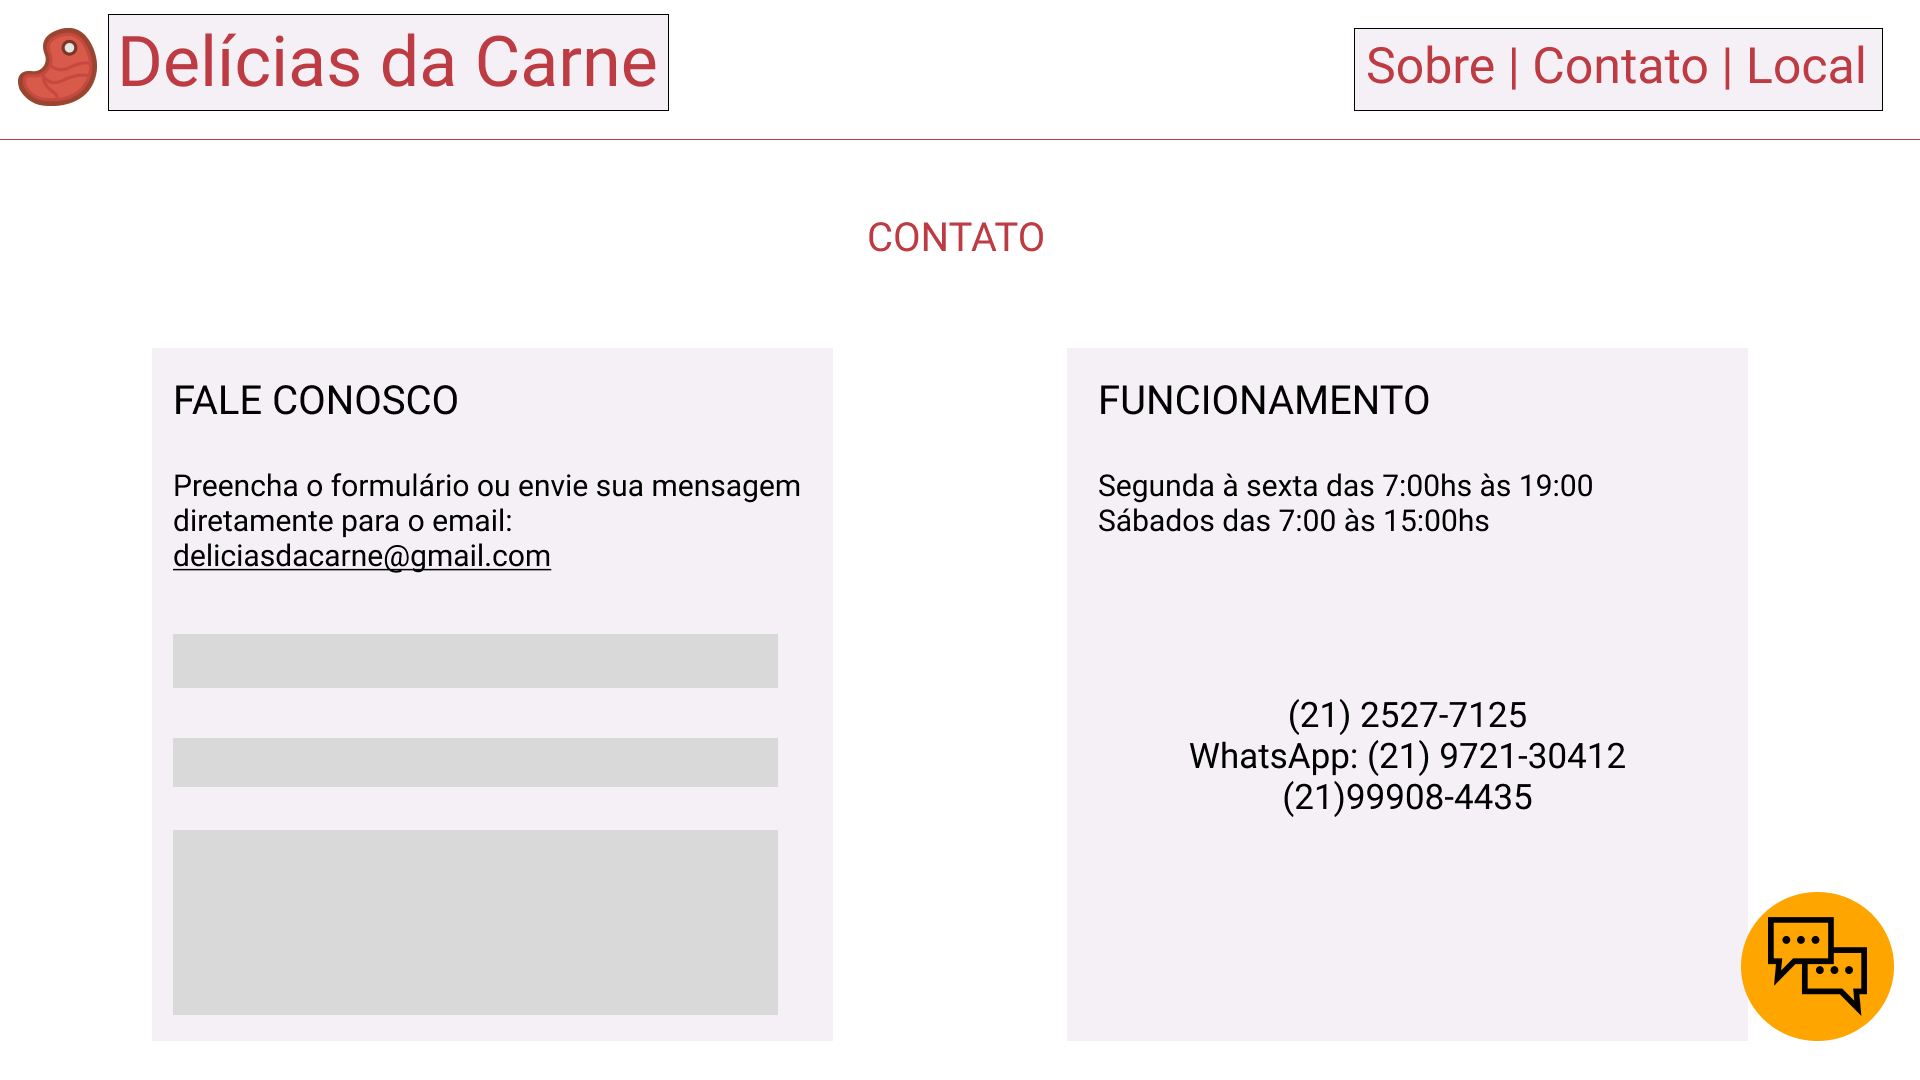 Delícias da Carne
Sobre | Contato | Local
CONTATO
FALE CONOSCO
Preencha o formulário ou envie sua mensagem
diretamente para o email:
deliciasdacarne@gmail.com
FUNCIONAMENTO
Segunda à sexta das 7:00hs às 19:00
Sábados das 7:00 às 15:00hs
(21) 2527-7125
WhatsApp: (21) 9721-30412
(21)99908-4435